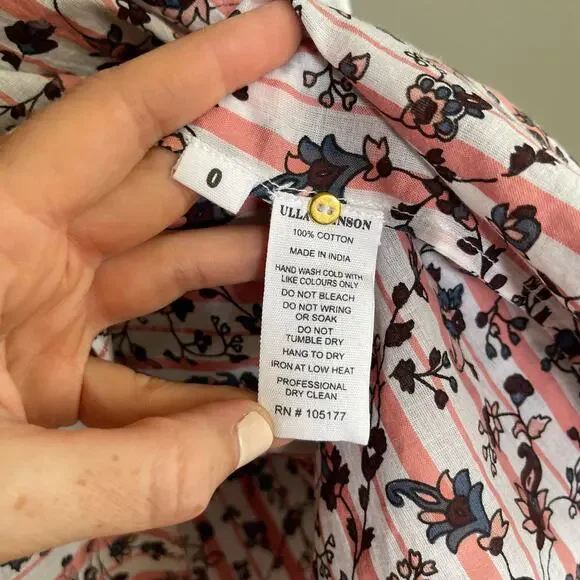 0
ULLA NSON
100% COTTON
MADE IN INDIA
HAND WASH COLD WITH
LIKE COLOURS ONLY
DO NOT BLEACH
DO NOT WRING
OR SOAK
DO NOT
TUMBLE DRY
HANG TO DRY
IRON AT LOW HEAT
PROFESSIONAL
DRY CLEAN
RN # 105177